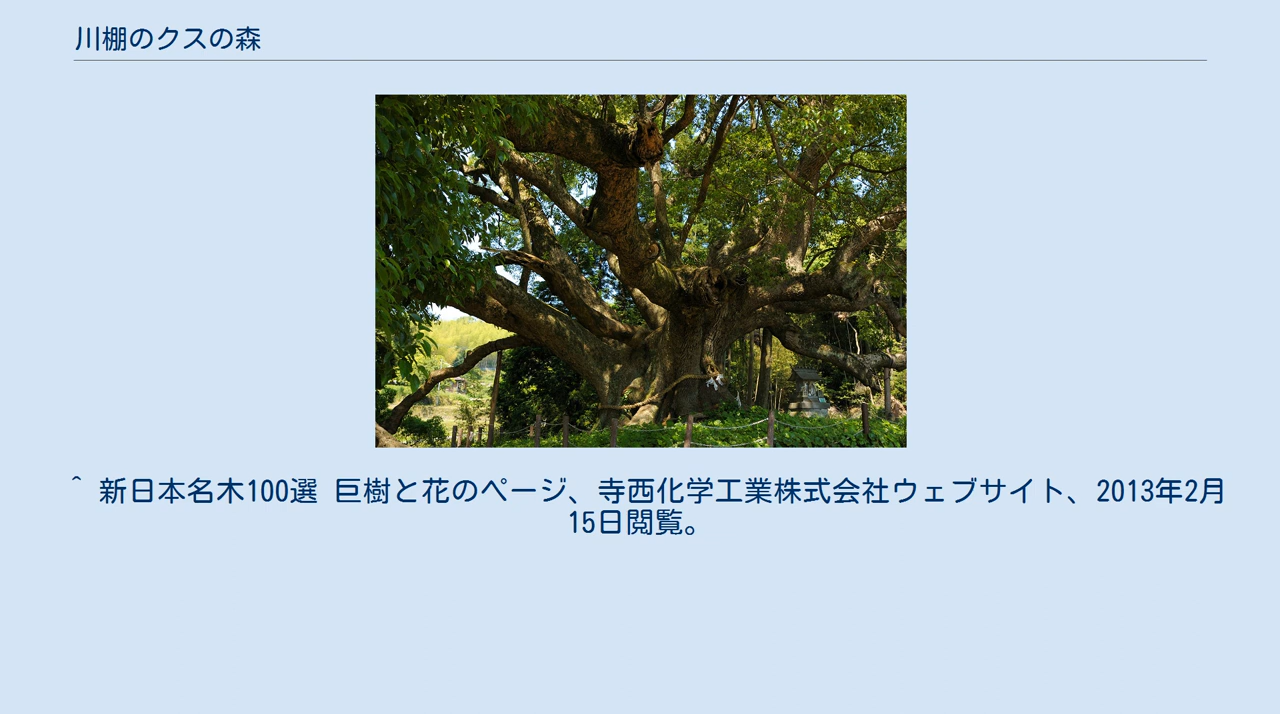 川棚のクスの森
^ 新日本名木100選 巨樹と花のページ、寺西化学工業株式会社ウェブサイト、2013年2月
15日閲覧。